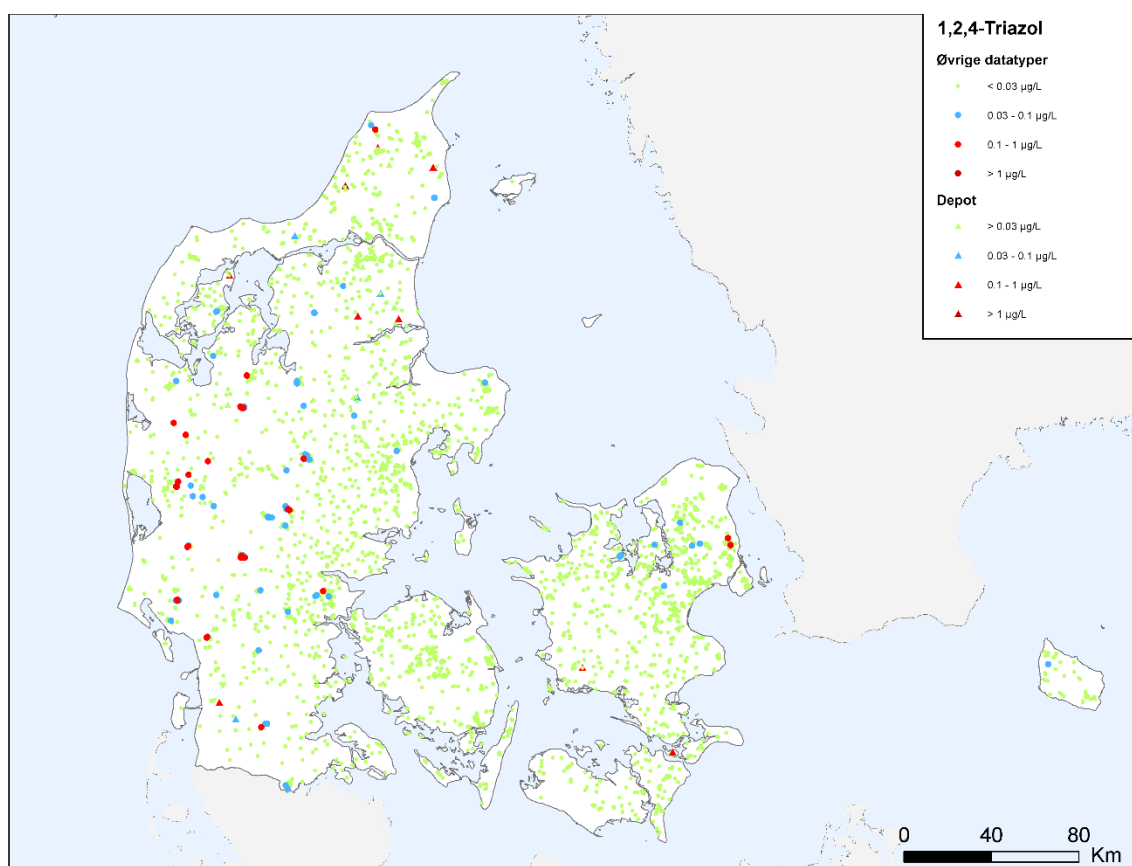 1,2,4-Triazol
Øvrige datatyper
< 0.03 µg/L
0.03 - 0.1 µg/L
0.1 - 1 µg/L
> 1 µg/L
Depot
> 0.03 µg/L
0.03 - 0.1 µg/L
0.1 - 1 µg/L
> 1 µg/L
0 40 80
Km